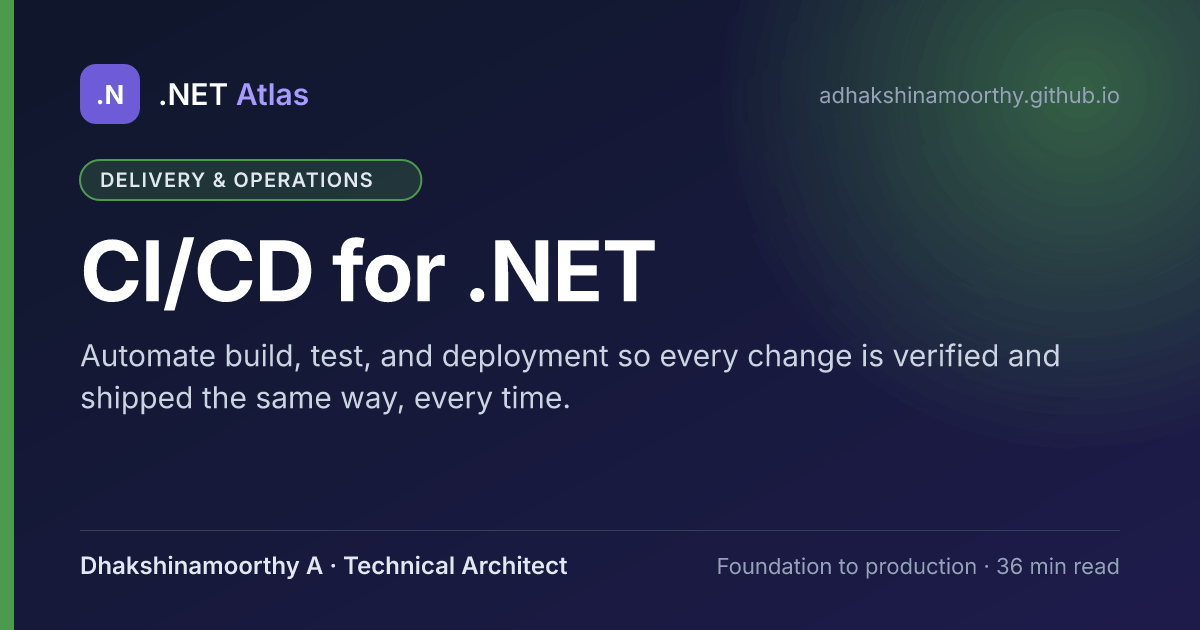 .N
.NET Atlas
adhakshinamoorthy.github.io
DELIVERY & OPERATIONS
CI/CD for .NET
Automate build, test, and deployment so every change is verified and
shipped the same way, every time.
Dhakshinamoorthy A · Technical Architect
Foundation to production · 36 min read